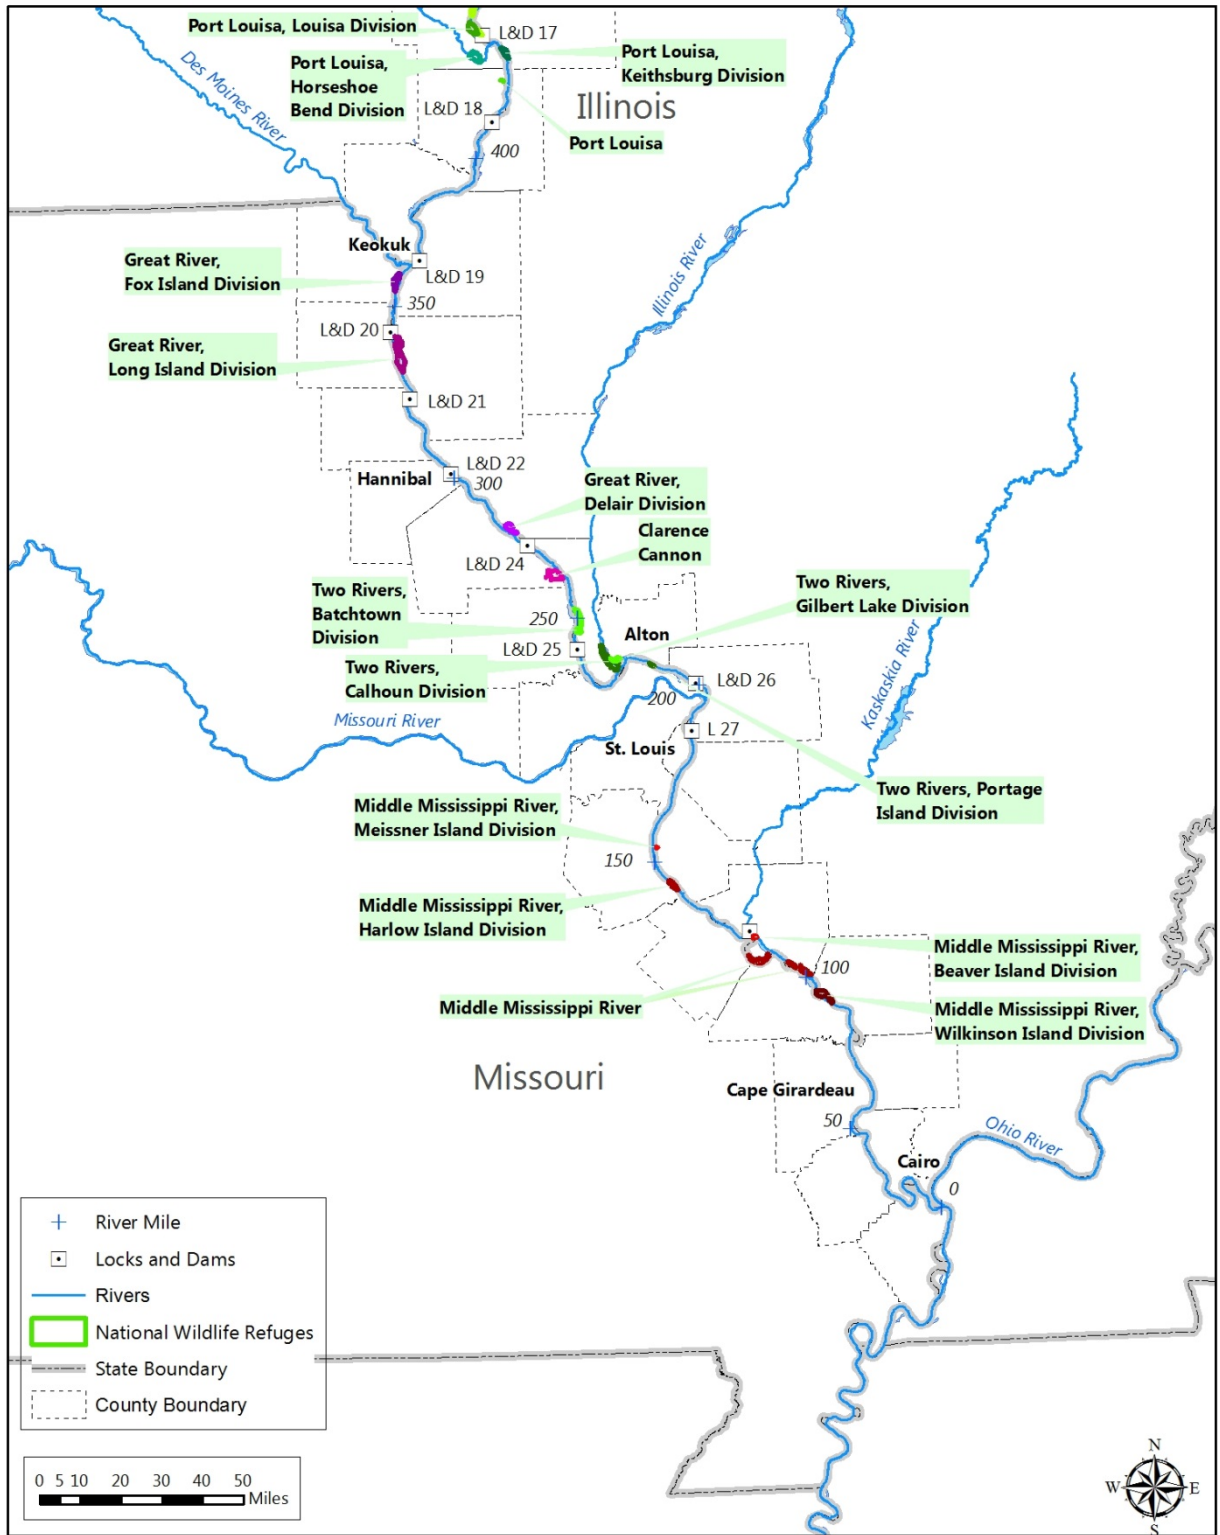 Port Louisa, Louisa Division
L&D 17
Port Louisa,
Horseshoe
Bend Division
Port Louisa,
Keithsburg Division
Des Moines River
Illinois
L&D 18
Port Louisa
400
Keokuk
Great River,
Fox Island Division
L&D 19
Illinois River
350
L&D 20
Great River,
Long Island Division
L&D 21
L&D 22
Hannibal
300
Great River,
Delair Division
Clarence
Cannon
L&D 24
Two Rivers,
Batchtown
Division
Two Rivers,
Gilbert Lake Division
250
Alton
L&D 25
Two Rivers,
Calhoun Division
Kaskaskia River
L&D 26
200
Missouri River
L 27
St. Louis
Two Rivers, Portage
Island Division
Middle Mississippi River,
Meissner Island Division
150
Middle Mississippi River,
Harlow Island Division
Middle Mississippi River,
Beaver Island Division
100
Middle Mississippi River
Middle Mississippi River,
Wilkinson Island Division
Missouri
Cape Girardeau
50
Ohio River
Cairo
0
River Mile
Locks and Dams
Rivers
National Wildlife Refuges
State Boundary
County Boundary
0 5 10 20 30 40 50
Miles
N
W E
S